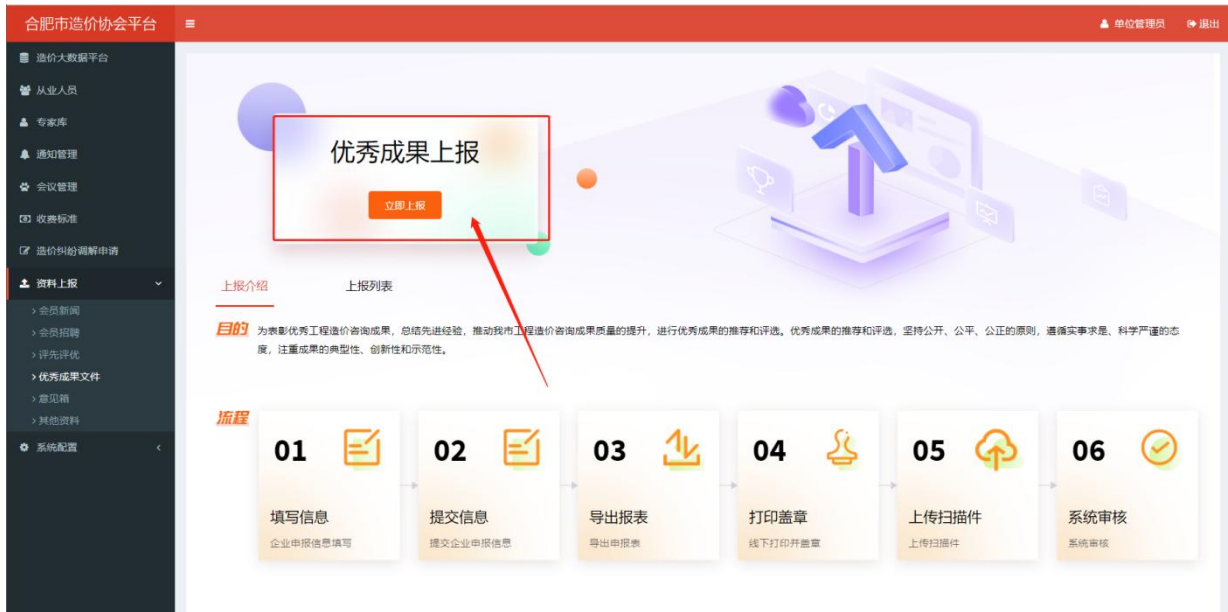 合肥市造价协会平台
单位管理员
退出
造价大数据平台
从业人员
专家库
通知管理
会议管理
收费标准
造价纠纷调解申请
资料上报
会员新闻
会员招聘
评先评优
优秀成果文件
意见箱
其他资料
系统配置
优秀成果上报
立即上报
上报介绍
上报列表
目的
为表彰优秀工程造价咨询成果，总结先进经验，推动我市工程造价咨询成果质量的提升，进行优秀成果的推荐和评选。优秀成果的推荐和评选，坚持公开、公平、公正的原则，遵循实事求是、科学严谨的态
度，注重成果的典型性、创新性和示范性。
流程
01
填写信息
企业申报信息填写
02
提交信息
提交企业申报信息
03
导出报表
导出申报表
04
打印盖章
线下打印并盖章
05
上传扫描件
上传扫描件
06
系统审核
系统审核